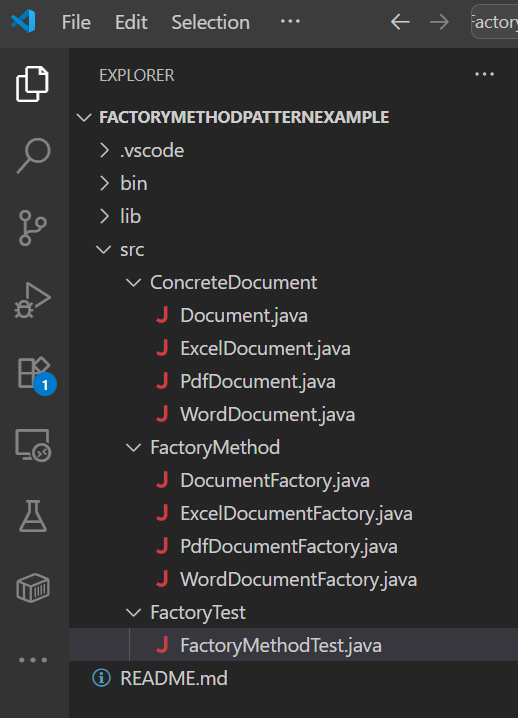 File Edit Selection ··· Factory
EXPLORER ···
FACTORYMETHODPATTERNEXAMPLE
.vscode
bin
lib
src
ConcreteDocument
J Document.java
J ExcelDocument.java
J PdfDocument.java
J WordDocument.java
FactoryMethod
J DocumentFactory.java
J ExcelDocumentFactory.java
J PdfDocumentFactory.java
J WordDocumentFactory.java
FactoryTest
J FactoryMethodTest.java
README.md
1